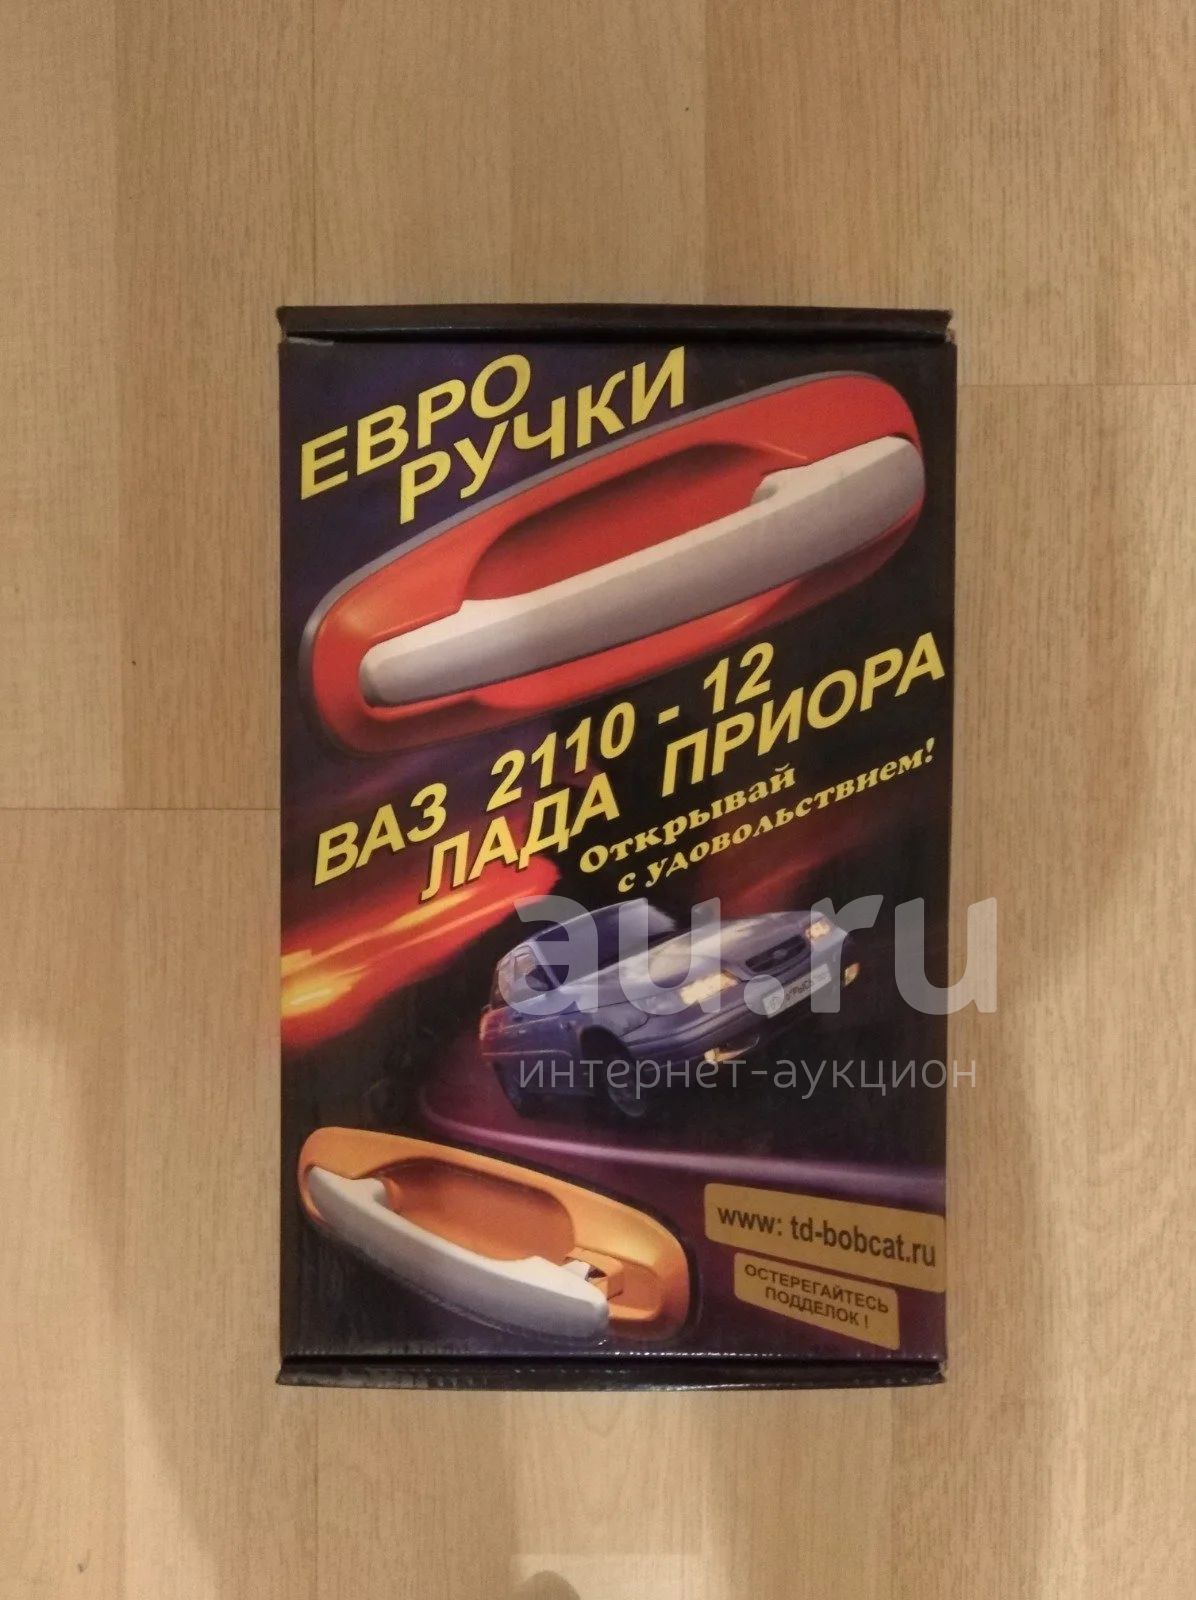 ЕВРО
РУЧКИ
ВАЗ 2110 - 12
ЛАДА ПРИОРА
Открывай
с удовольствием!
au.ru
интернет-аукцион
www: td-bobcat.ru
ОСТЕРЕГАЙТЕСЬ
ПОДДЕЛОК !